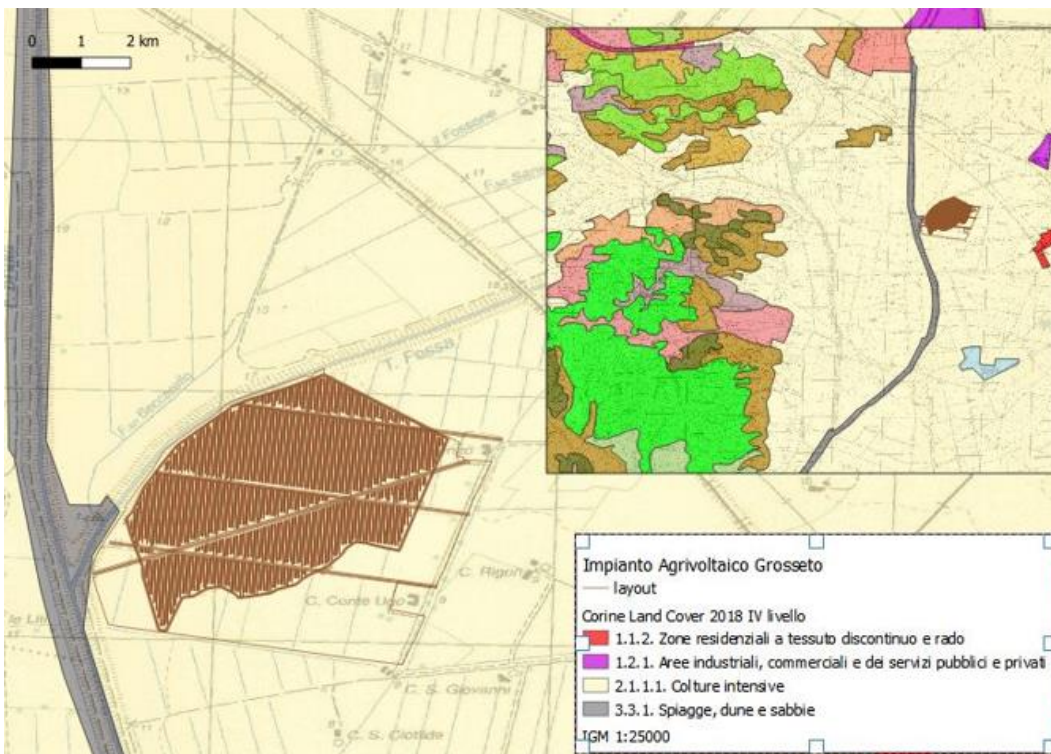 0 1 2 km
2 Fossone
T. Fossa
C. Rigon
C. Conte Ugo
C. S. Giovanni
C. S. Clotilde
Impianto Agrivoltaico Grosseto
layout
Corine Land Cover 2018 IV livello
1.1.2. Zone residenziali a tessuto discontinuo e rado
1.2.1. Aree industriali, commerciali e dei servizi pubblici e privati
2.1.1.1. Colture intensive
3.3.1. Spiagge, dune e sabbie
IGM 1:25000